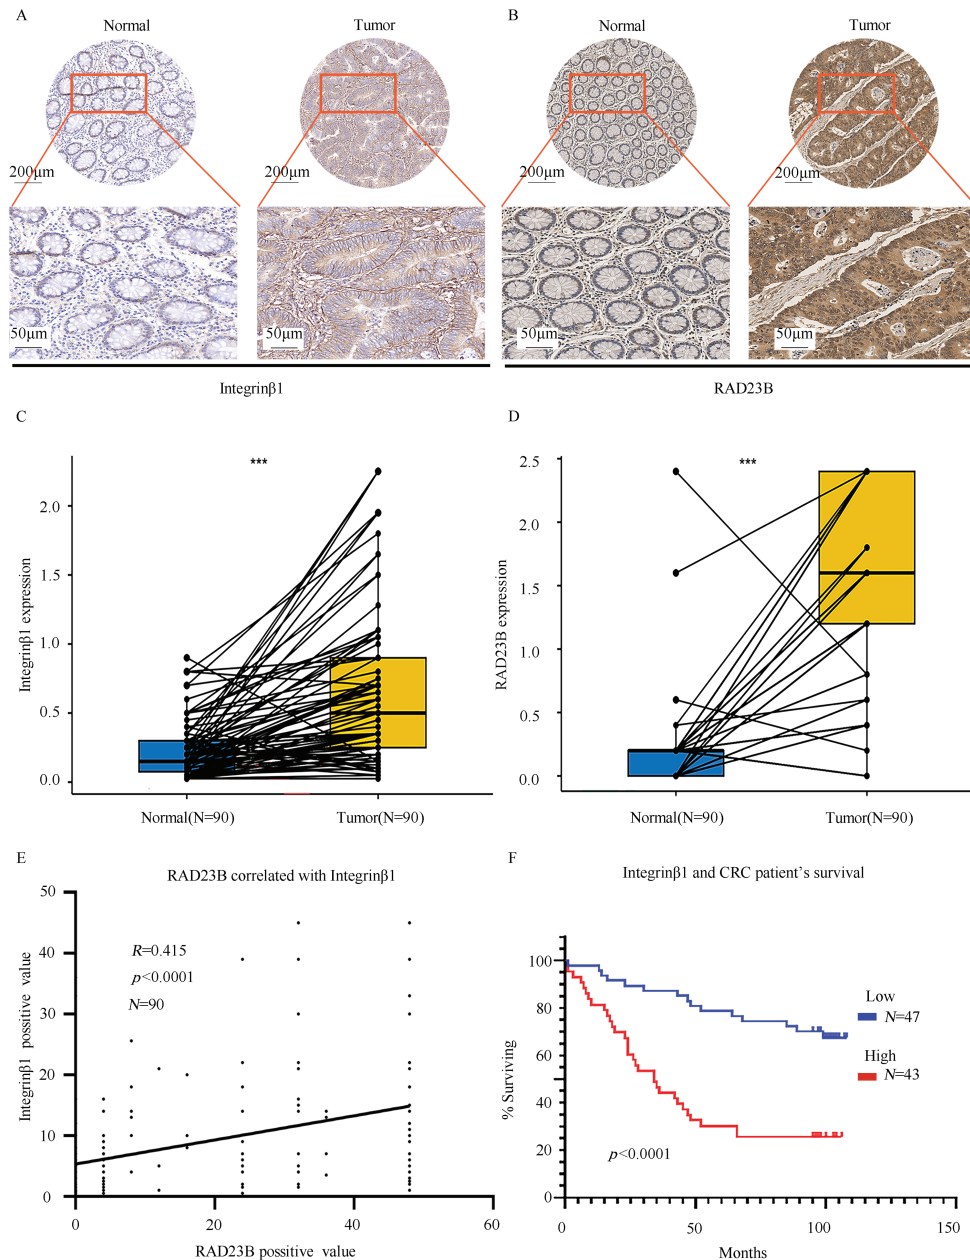 A
B
Normal
Tumor
Normal
Tumor
200μm
200μm
200μm
200μm
50μm
50μm
50μm
50μm
Integrinβ1
RAD23B
C
D
***
2.0
1.5
1.0
0.5
0.0
Integrinβ1 expression
Normal(N=90)
Tumor(N=90)
***
2.5
2.0
1.5
1.0
0.5
0.0
RAD23B expression
Normal(N=90)
Tumor(N=90)
E
RAD23B correlated with Integrinβ1
50
40
30
20
10
0
Integrinβ1 possitive value
R=0.415
p<0.0001
N=90
0
20
40
60
RAD23B possitive value
F
Integrinβ1 and CRC patient's survival
100
80
60
40
20
0
% Surviving
Low
N=47
High
N=43
p<0.0001
0
50
100
150
Months